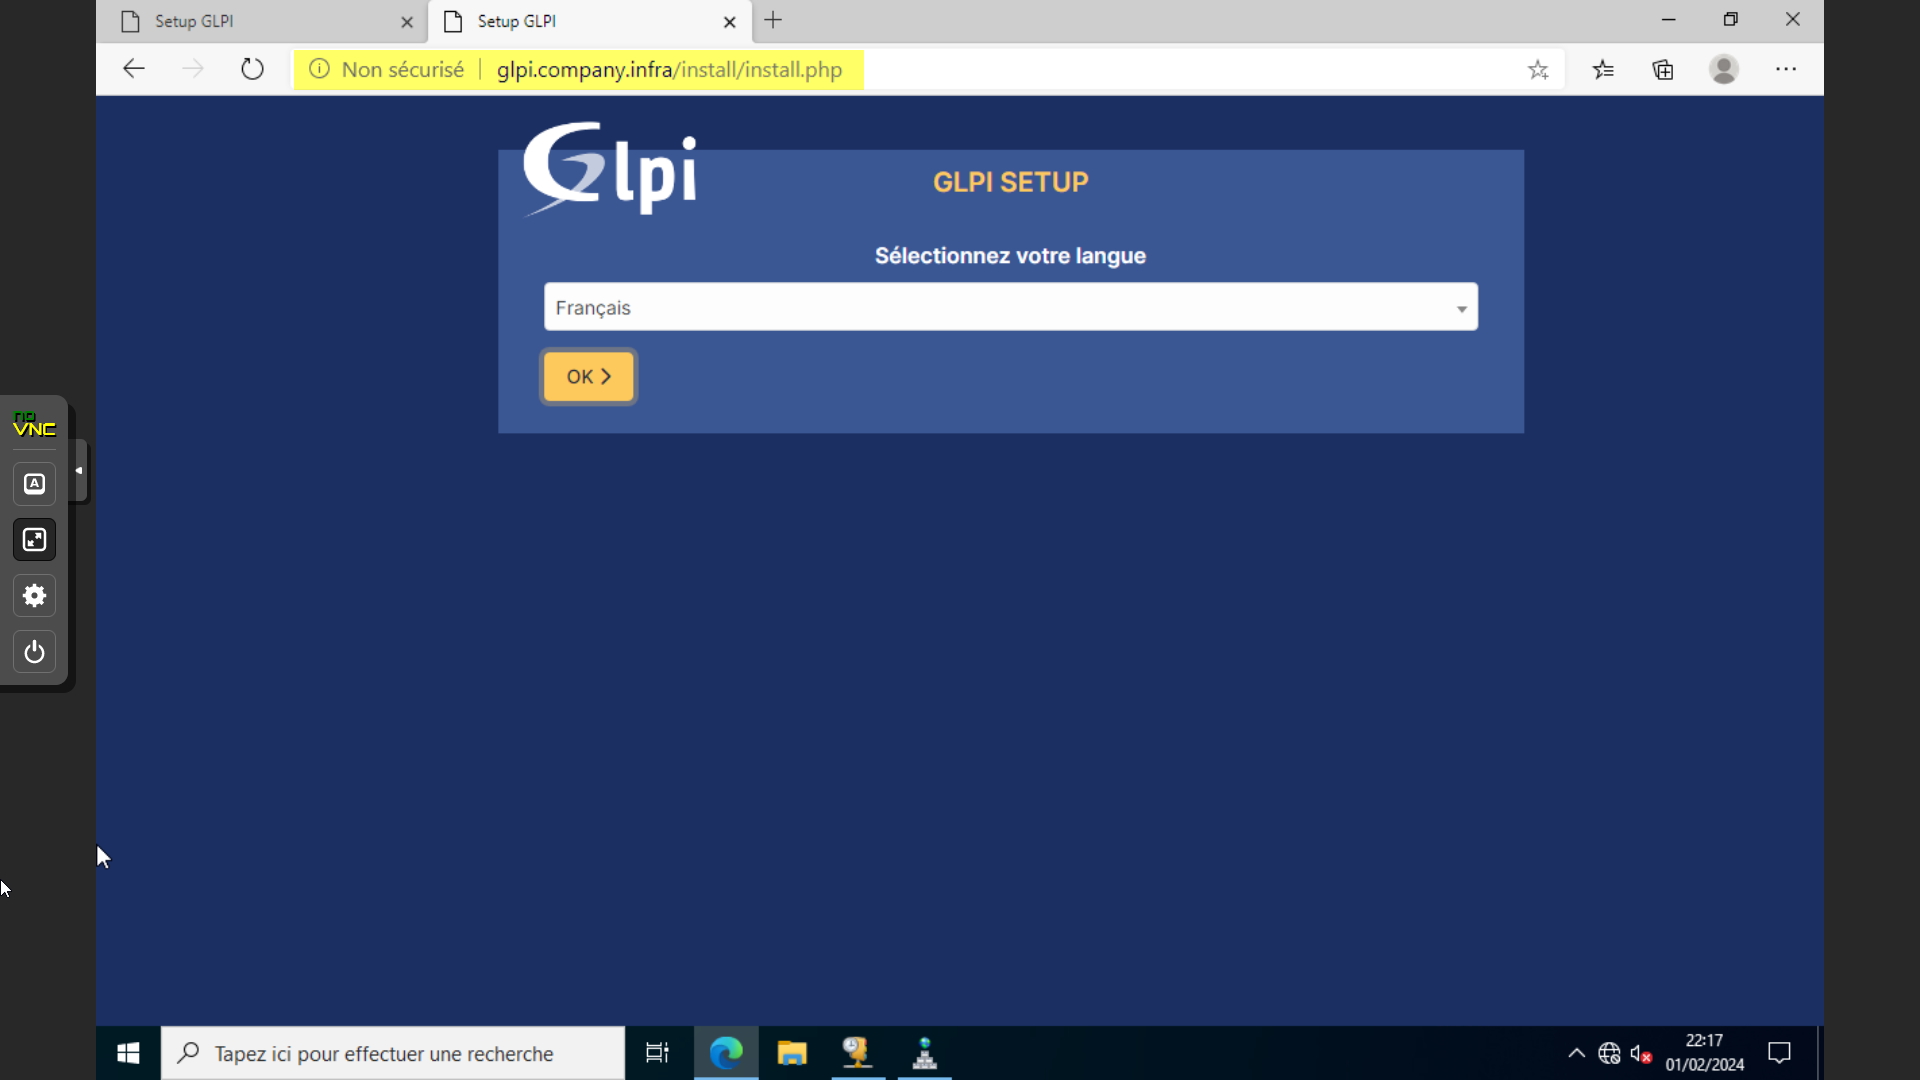 Setup GLPI
Setup GLPI
Non sécurisé
glpi.company.infra/install/install.php
Glpi
GLPI SETUP
Sélectionnez votre langue
Français
OK
no
VNC
A
Tapez ici pour effectuer une recherche
22:17
01/02/2024